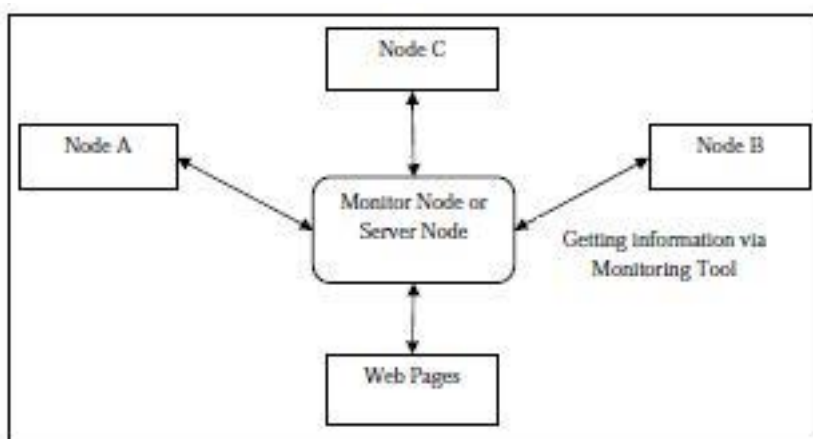 Node C
Node A
Node B
Monitor Node or
Server Node
Getting information via
Monitoring Tool
Web Pages